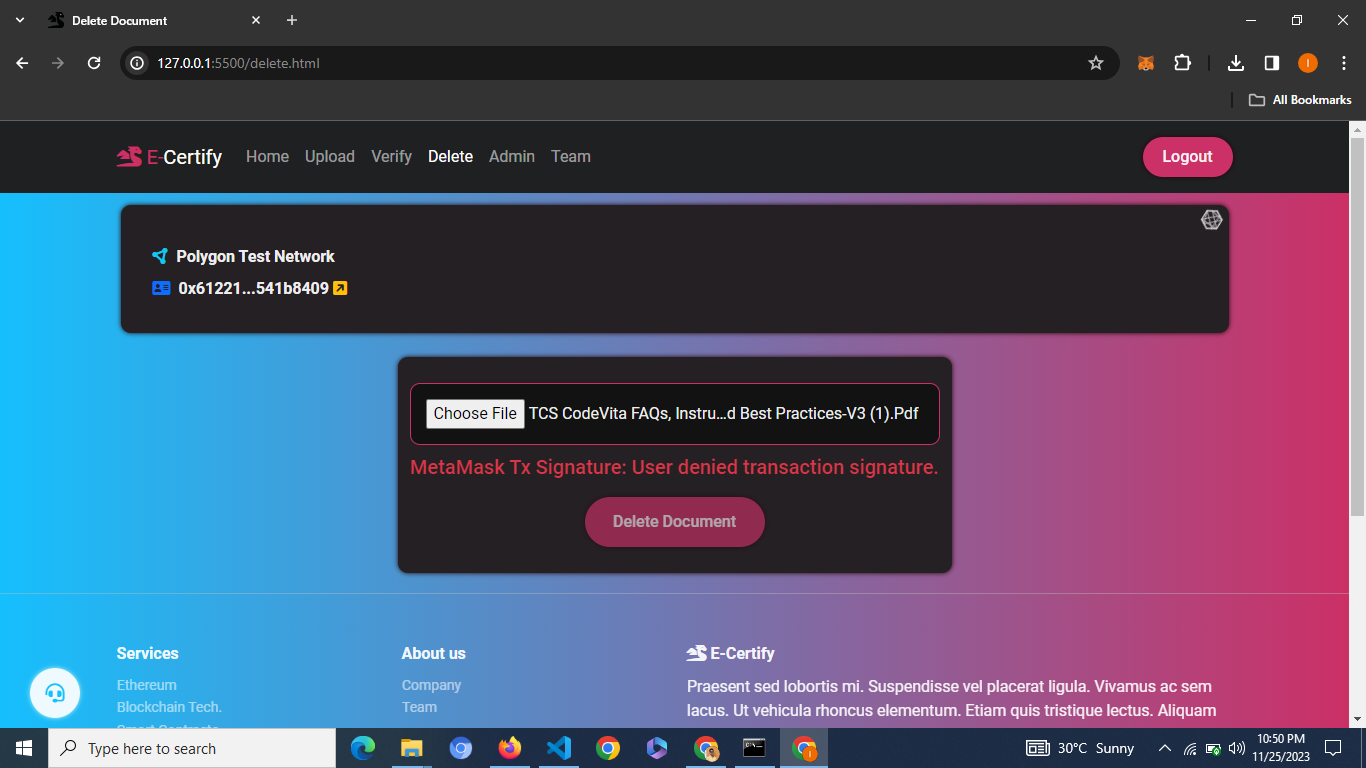 Delete Document
127.0.0.1:5500/delete.html
I
All Bookmarks
E-Certify Home Upload Verify Delete Admin Team Logout
Polygon Test Network
0x61221...541b8409
Choose File TCS CodeVita FAQs, Instru...d Best Practices-V3 (1).Pdf
MetaMask Tx Signature: User denied transaction signature.
Delete Document
Services About us E-Certify
Ethereum Company Praesent sed lobortis mi. Suspendisse vel placerat ligula. Vivamus ac sem
Blockchain Tech. Team lacus. Ut vehicula rhoncus elementum. Etiam quis tristique lectus. Aliquam
Smart Contracts
Type here to search
30°C Sunny
10:50 PM
11/25/2023